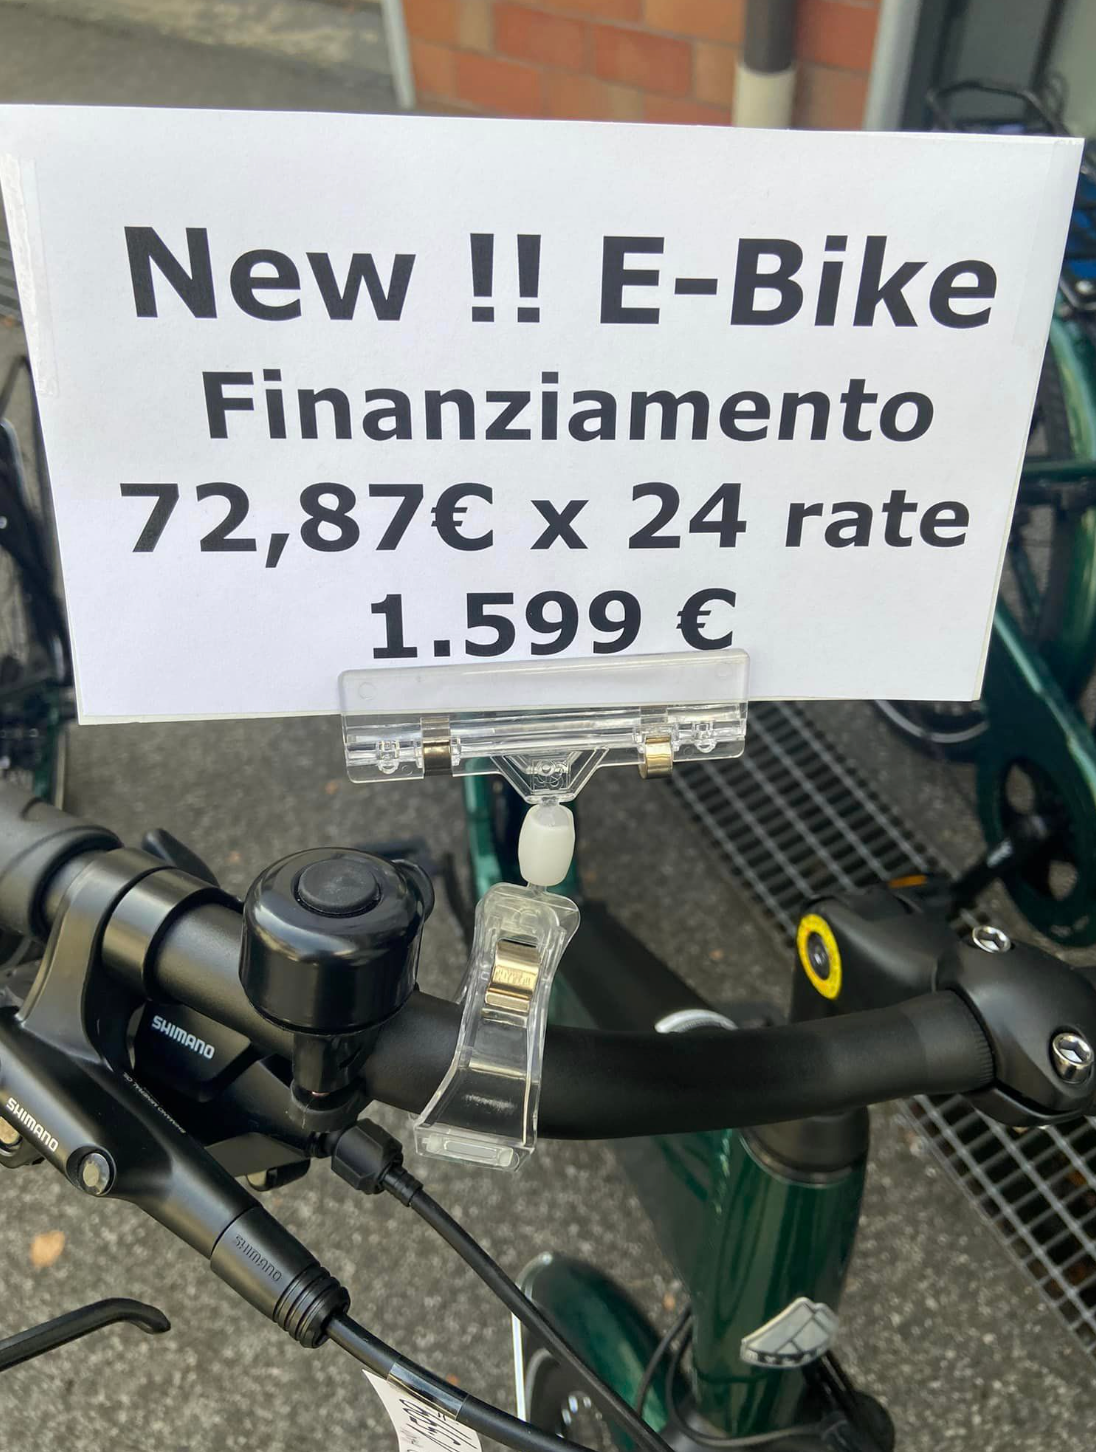 New !! E-Bike
Finanziamento
72,87€ x 24 rate
1.599 €
SHIMANO
SHIMANO
SHIMANO